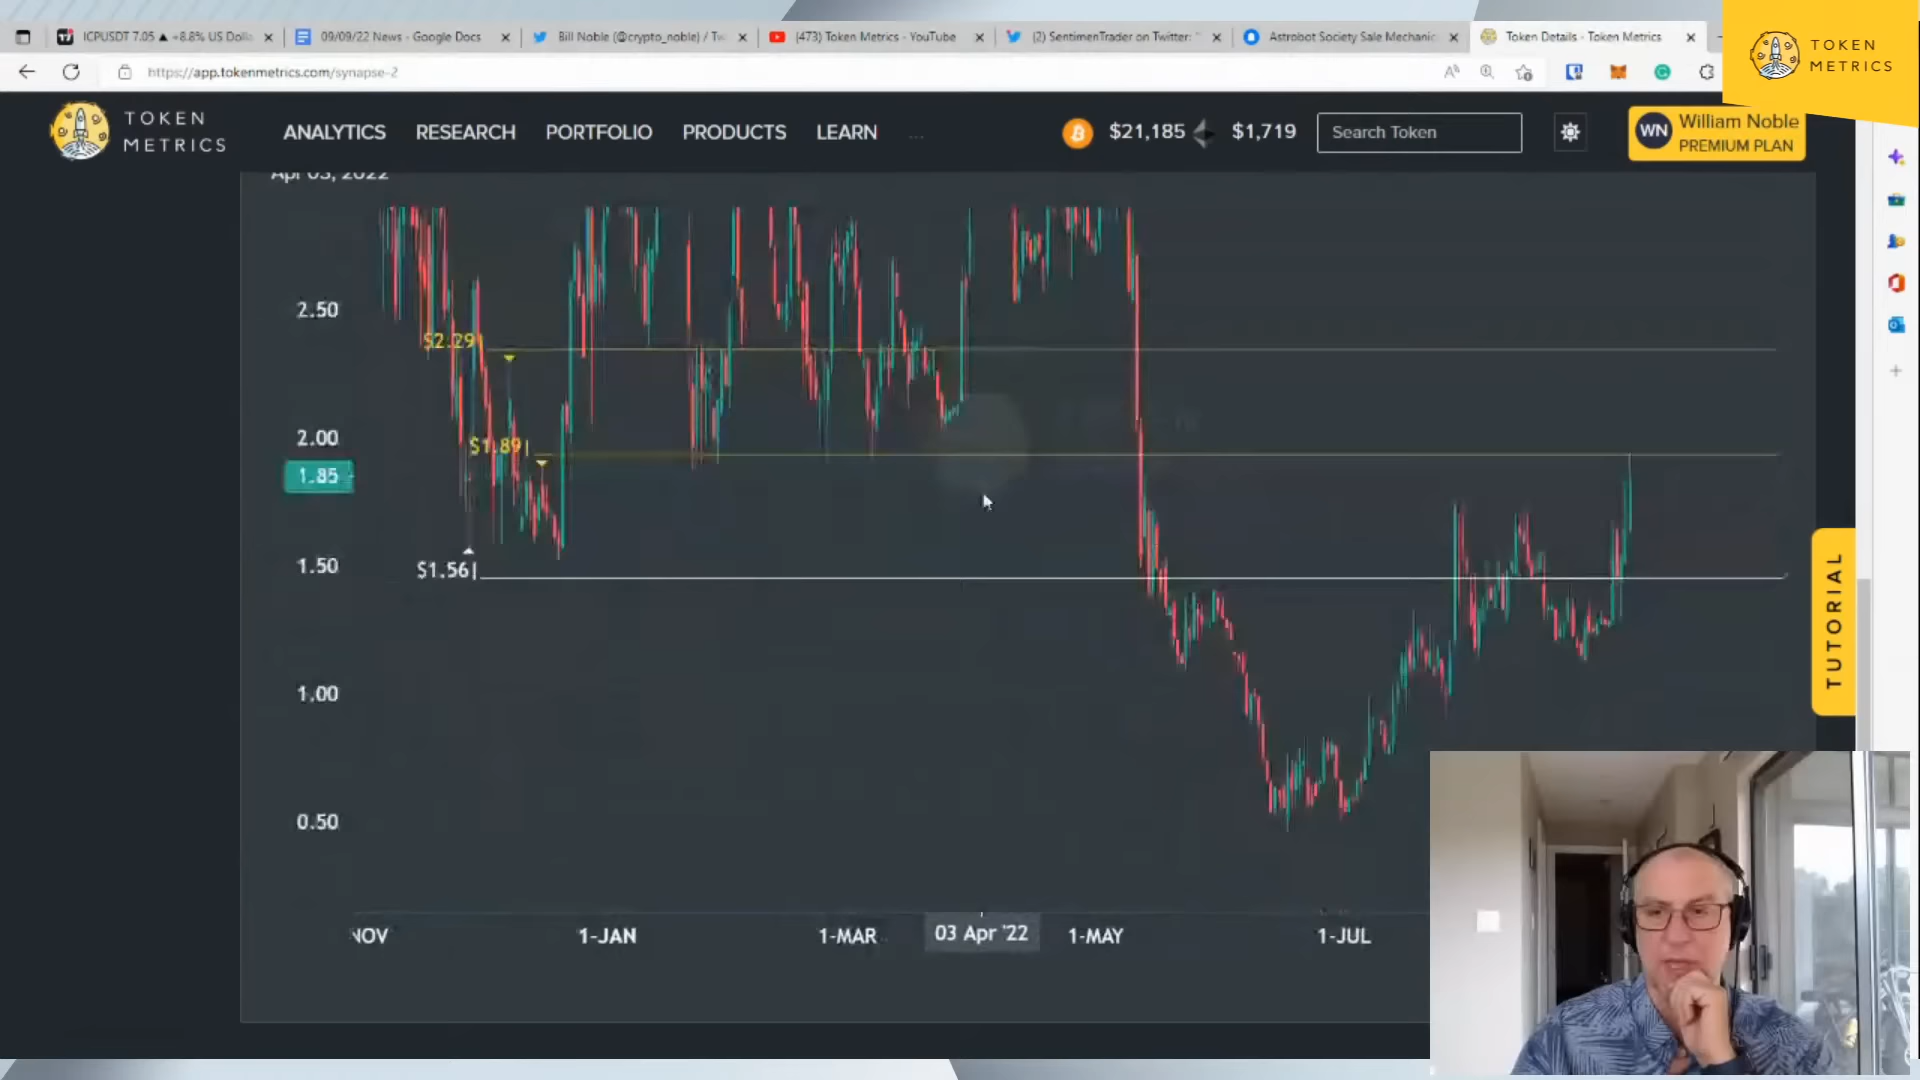 ICPUSDT 7.05 ▲ +8.8% US Dolla
09/09/22 News - Google Docs
Bill Noble (@crypto_noble) / Tw
(473) Token Metrics - YouTube
(2) SentimenTrader on Twitter: "
Astrobot Society Sale Mechanic
Token Details - Token Metrics
TOKEN
METRICS
https://app.tokenmetrics.com/synapse-2
TOKEN
METRICS
ANALYTICS
RESEARCH
PORTFOLIO
PRODUCTS
LEARN
...
$21,185
$1,719
Search Token
WN
William Noble
PREMIUM PLAN
Apr 03, 2022
2.50
$2.29
2.00
$1.89
1.85
1.50
$1.56
1.00
0.50
NOV
1-JAN
1-MAR
03 Apr '22
1-MAY
1-JUL
TUTORIAL